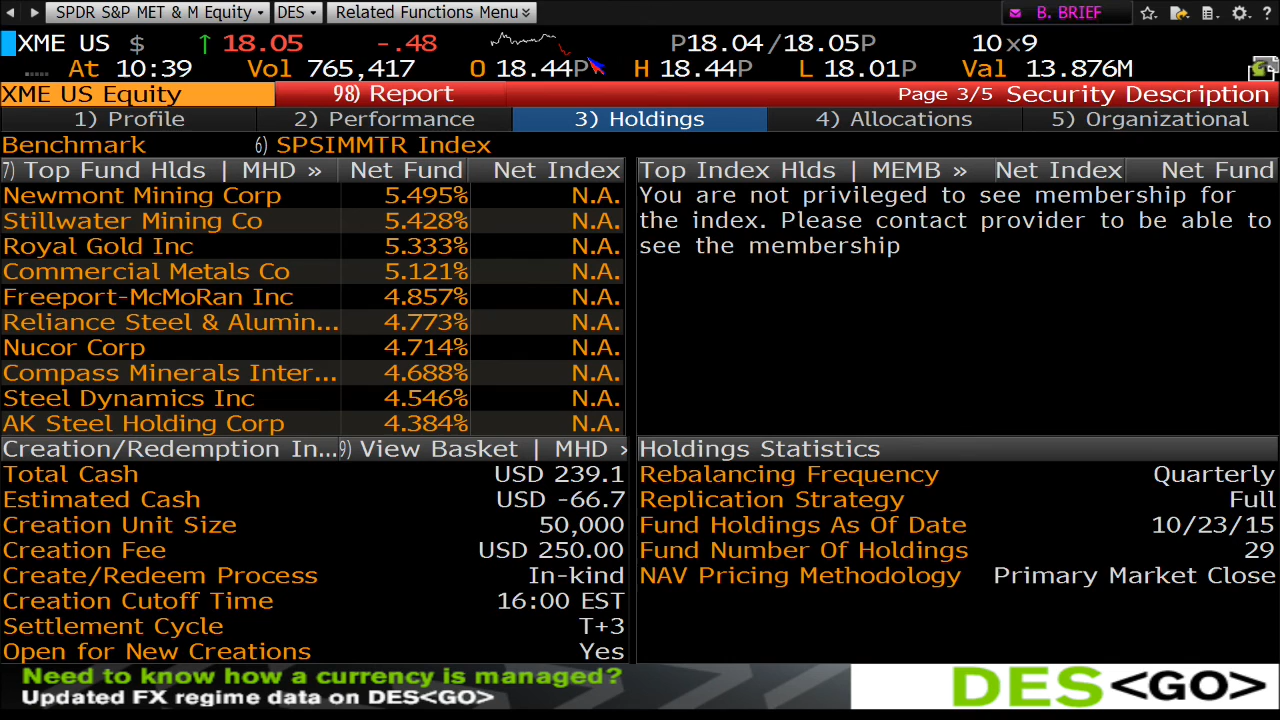 SPDR S&P MET & M Equity DES Related Functions Menu B. BRIEF ?
XME US $ ↑ 18.05 -.48 P18.04/18.05P 10x9
At 10:39 Vol 765,417 O 18.44P H 18.44P L 18.01P Val 13.876M
XME US Equity 98) Report Page 3/5 Security Description
1) Profile 2) Performance 3) Holdings 4) Allocations 5) Organizational
Benchmark 6) SPSIMMTR Index
7) Top Fund Hlds | MHD » Net Fund Net Index
Newmont Mining Corp 5.495% N.A.
Stillwater Mining Co 5.428% N.A.
Royal Gold Inc 5.333% N.A.
Commercial Metals Co 5.121% N.A.
Freeport-McMoRan Inc 4.857% N.A.
Reliance Steel & Alumin... 4.773% N.A.
Nucor Corp 4.714% N.A.
Compass Minerals Inter... 4.688% N.A.
Steel Dynamics Inc 4.546% N.A.
AK Steel Holding Corp 4.384% N.A.
Top Index Hlds | MEMB » Net Index Net Fund
You are not privileged to see membership for
the index. Please contact provider to be able to
see the membership
Creation/Redemption In... 9) View Basket | MHD »
Total Cash USD 239.1
Estimated Cash USD -66.7
Creation Unit Size 50,000
Creation Fee USD 250.00
Create/Redeem Process In-kind
Creation Cutoff Time 16:00 EST
Settlement Cycle T+3
Open for New Creations Yes
Holdings Statistics
Rebalancing Frequency Quarterly
Replication Strategy Full
Fund Holdings As Of Date 10/23/15
Fund Number Of Holdings 29
NAV Pricing Methodology Primary Market Close
Need to know how a currency is managed?
Updated FX regime data on DES<GO>
DES<GO>